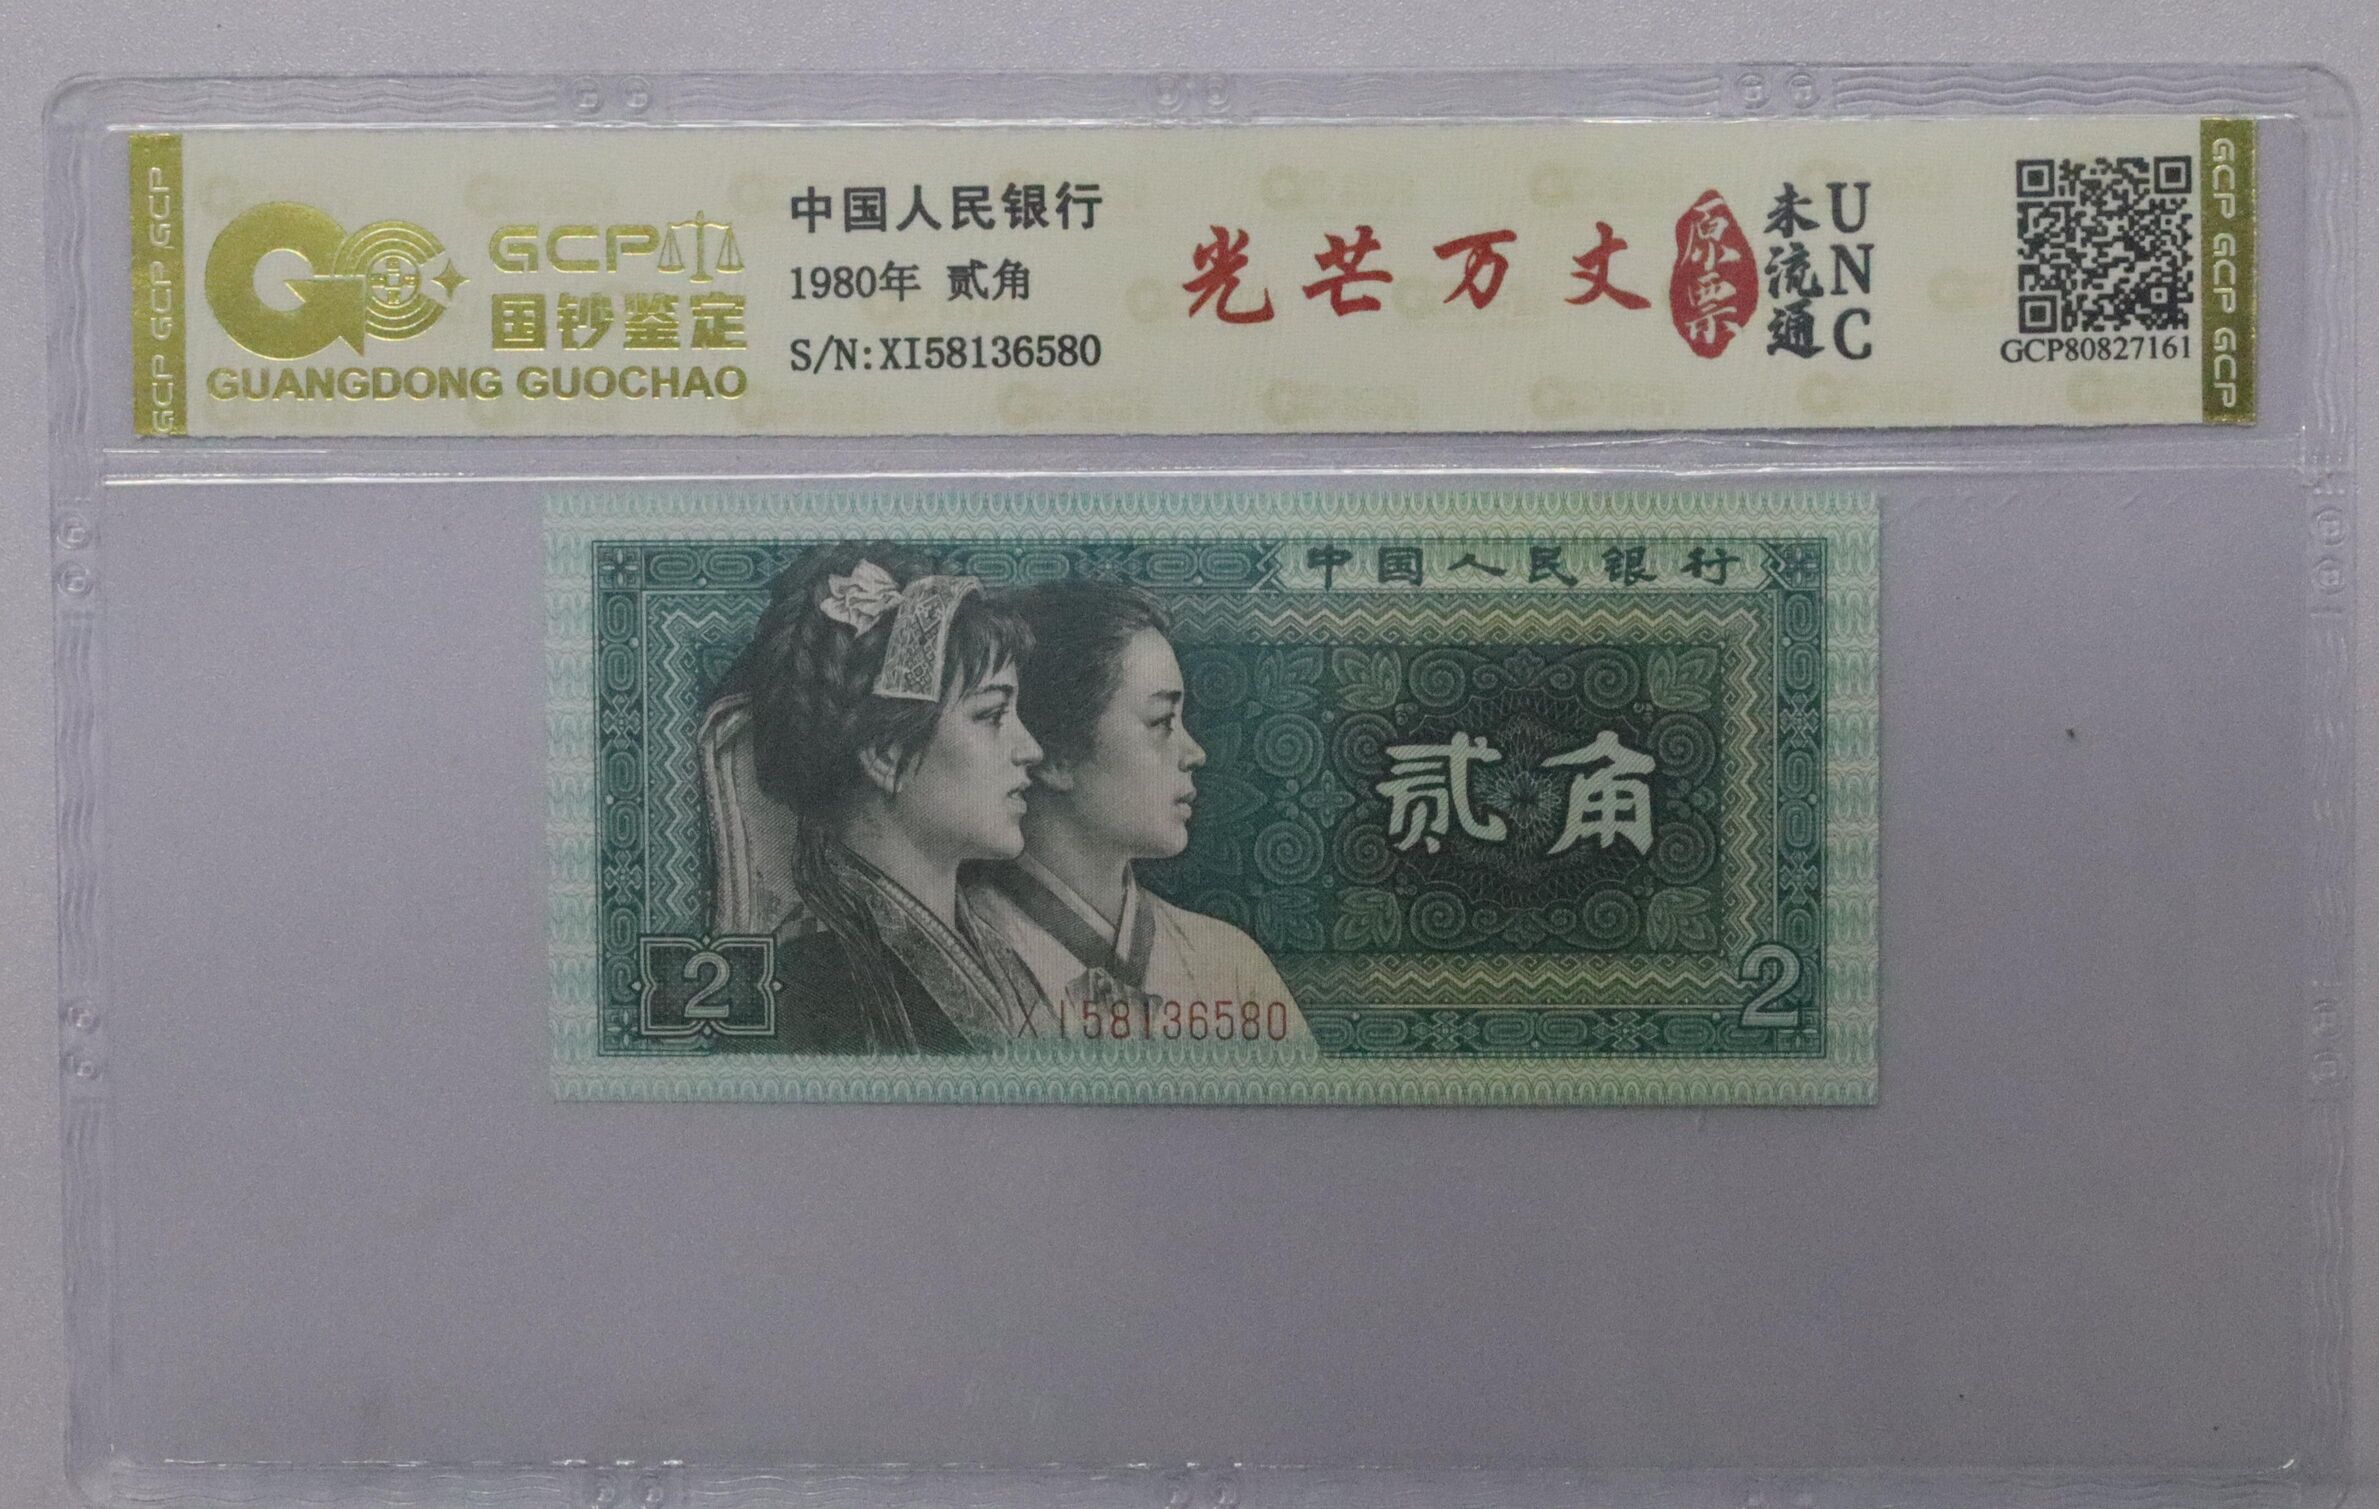 GCP GCP GCP
GCP
国钞鉴定
GUANGDONG GUOCHAO
中国人民银行
1980年 贰角
S/N:XI58136580
光芒万丈
原票
未流通
UNC
GCP80827161
GCP GCP GCP
中国人民银行
贰角
2
XI58136580
2